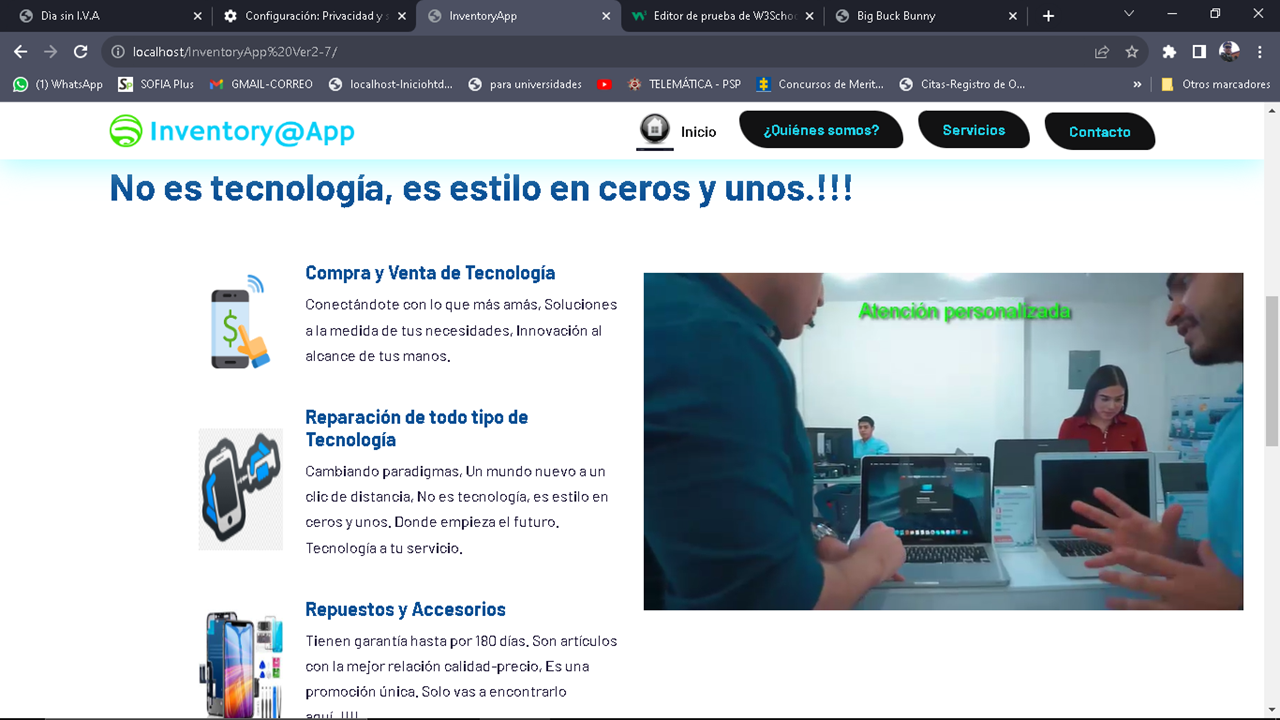 Dia sin I.V.A
Configuración: Privacidad y s
InventoryApp
Editor de prueba de W3Schoo
Big Buck Bunny
localhost/InventoryApp%20Ver2-7/
(1) WhatsApp
SOFIA Plus
GMAIL-CORREO
localhost-Iniciohtd...
para universidades
TELEMÁTICA - PSP
Concursos de Merit...
Citas-Registro de O...
»
Otros marcadores
Inventory@App
Inicio
¿Quiénes somos?
Servicios
Contacto
No es tecnología, es estilo en ceros y unos.!!!
Compra y Venta de Tecnología
Conectándote con lo que más amás, Soluciones
a la medida de tus necesidades, Innovación al
alcance de tus manos.
Reparación de todo tipo de
Tecnología
Cambiando paradigmas, Un mundo nuevo a un
clic de distancia, No es tecnología, es estilo en
ceros y unos. Donde empieza el futuro.
Tecnología a tu servicio.
Repuestos y Accesorios
Tienen garantía hasta por 180 días. Son artículos
con la mejor relación calidad-precio, Es una
promoción única. Solo vas a encontrarlo
aquí. !!!!
Atención personalizada